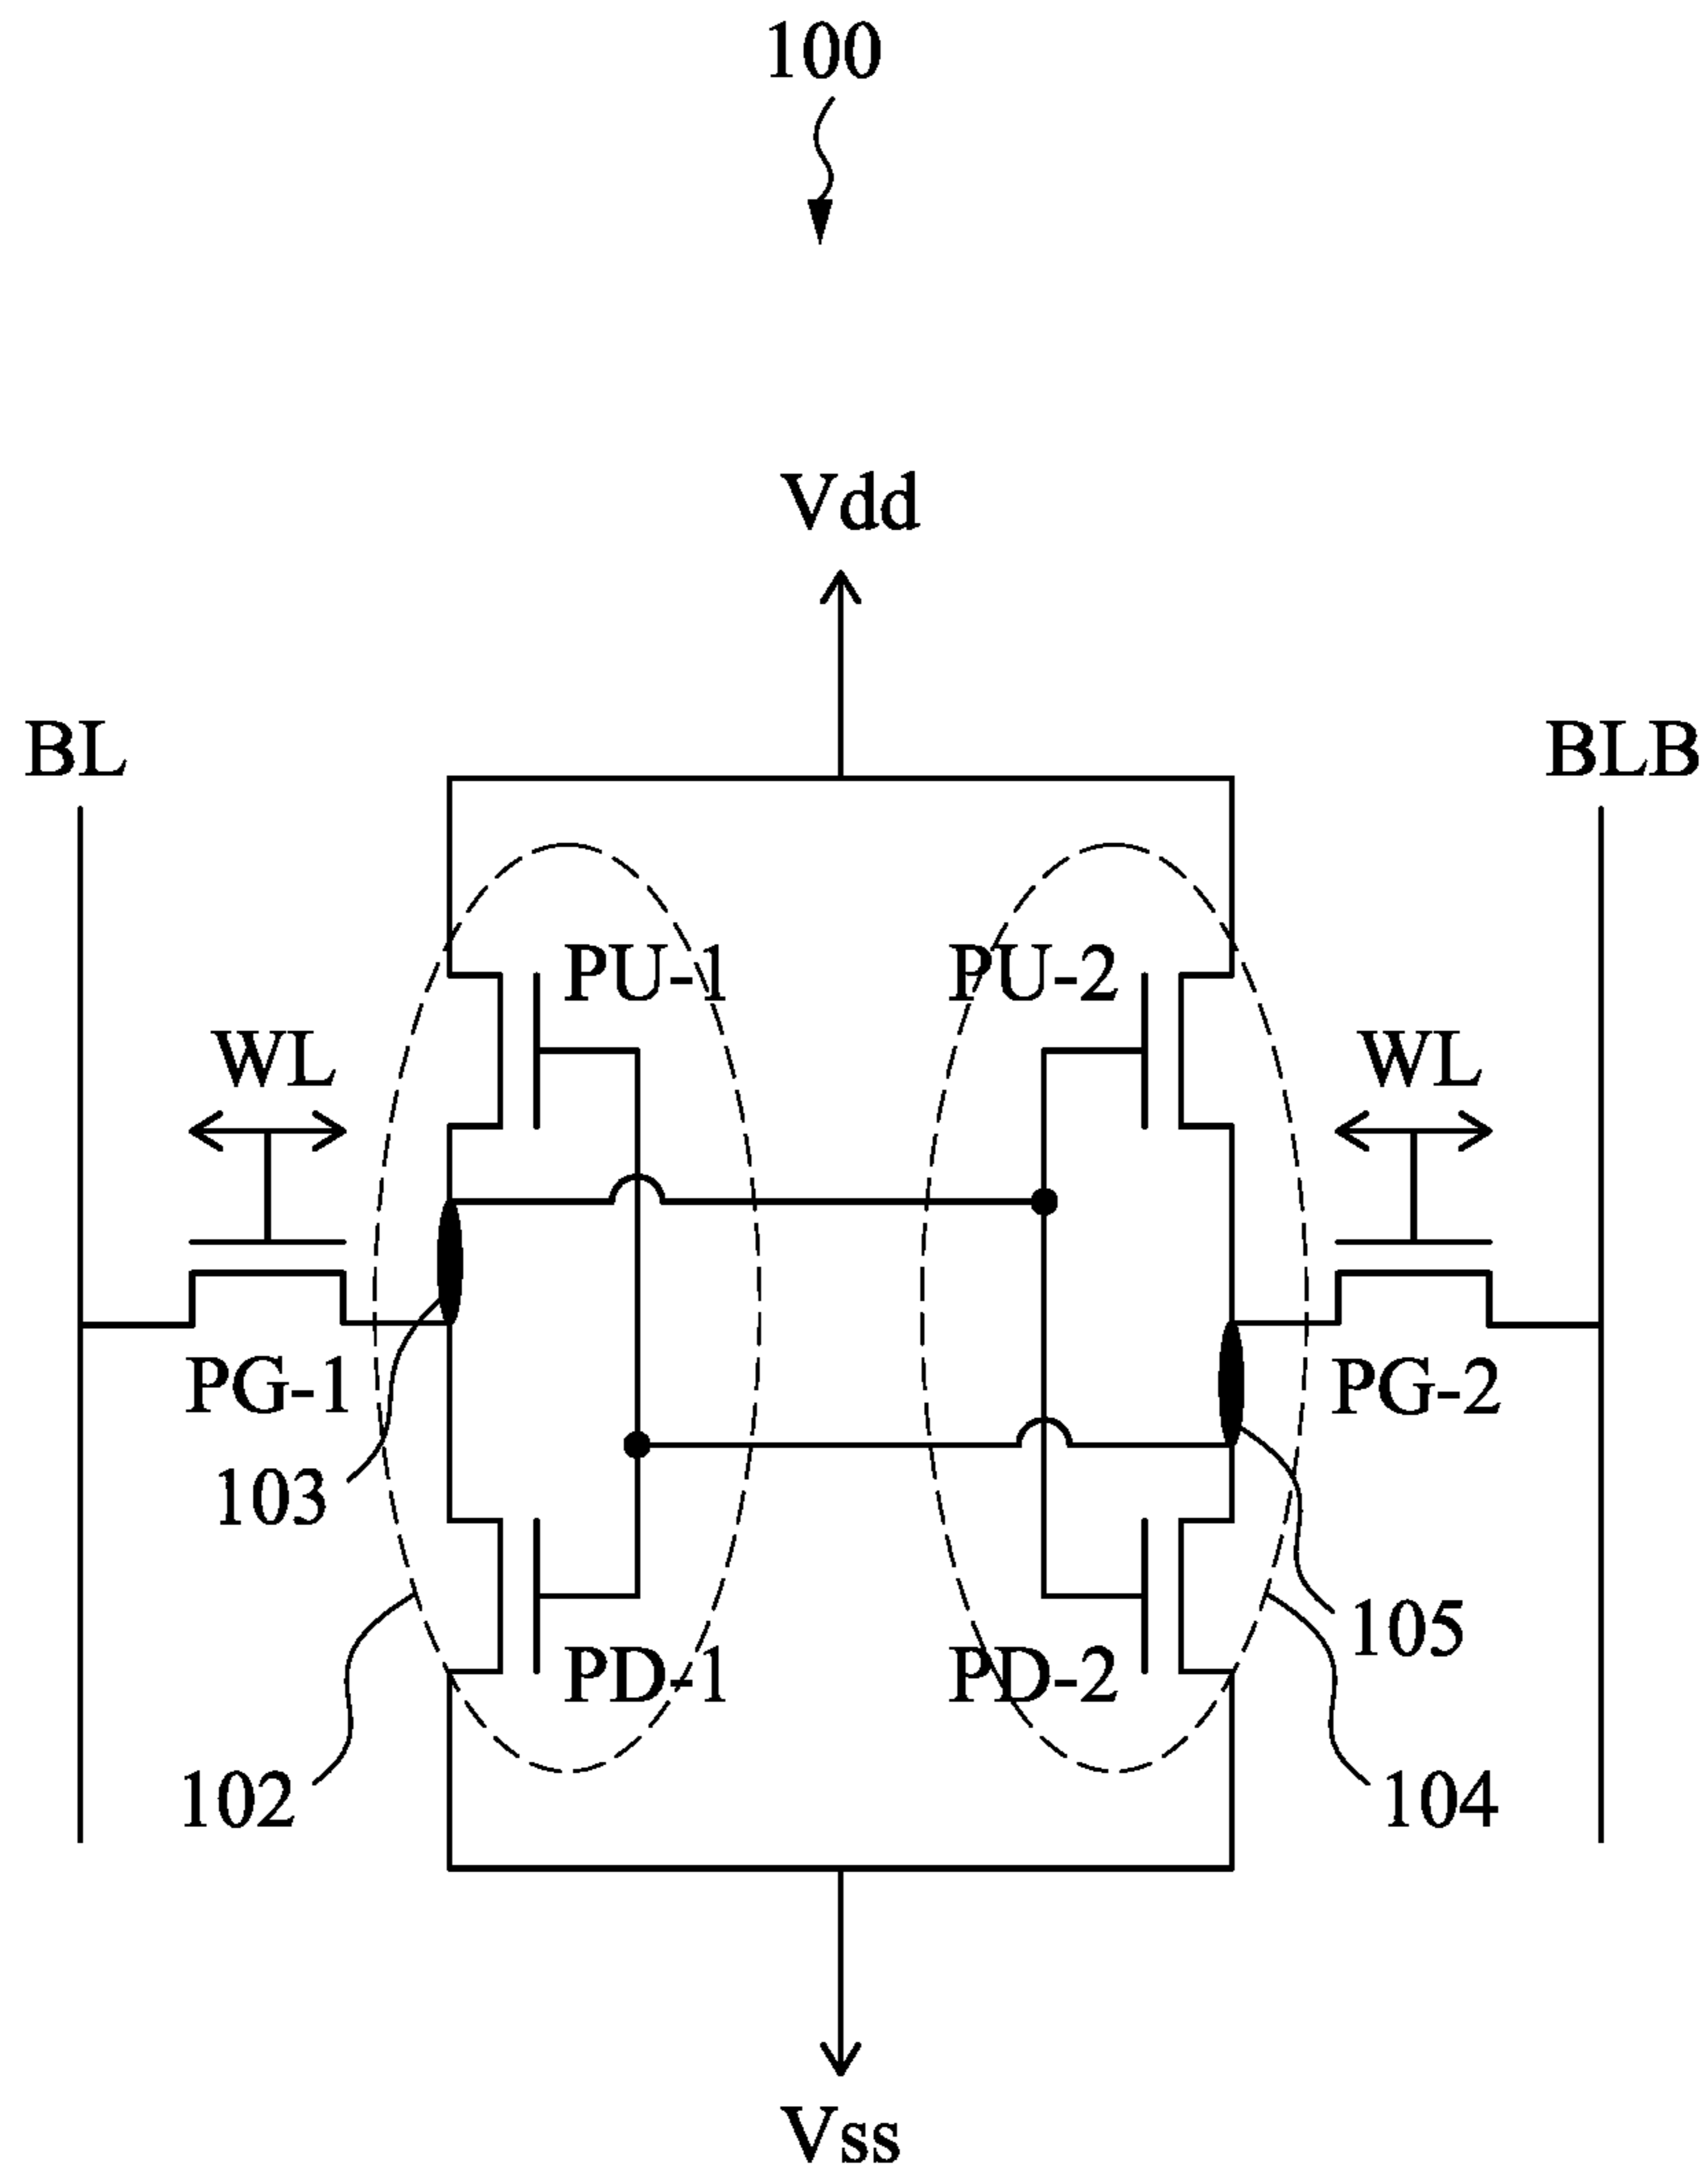 100
Vdd
BL
BLB
PU-1
PU-2
WL
WL
PG-1
PG-2
103
105
PD-1
PD-2
102
104
Vss